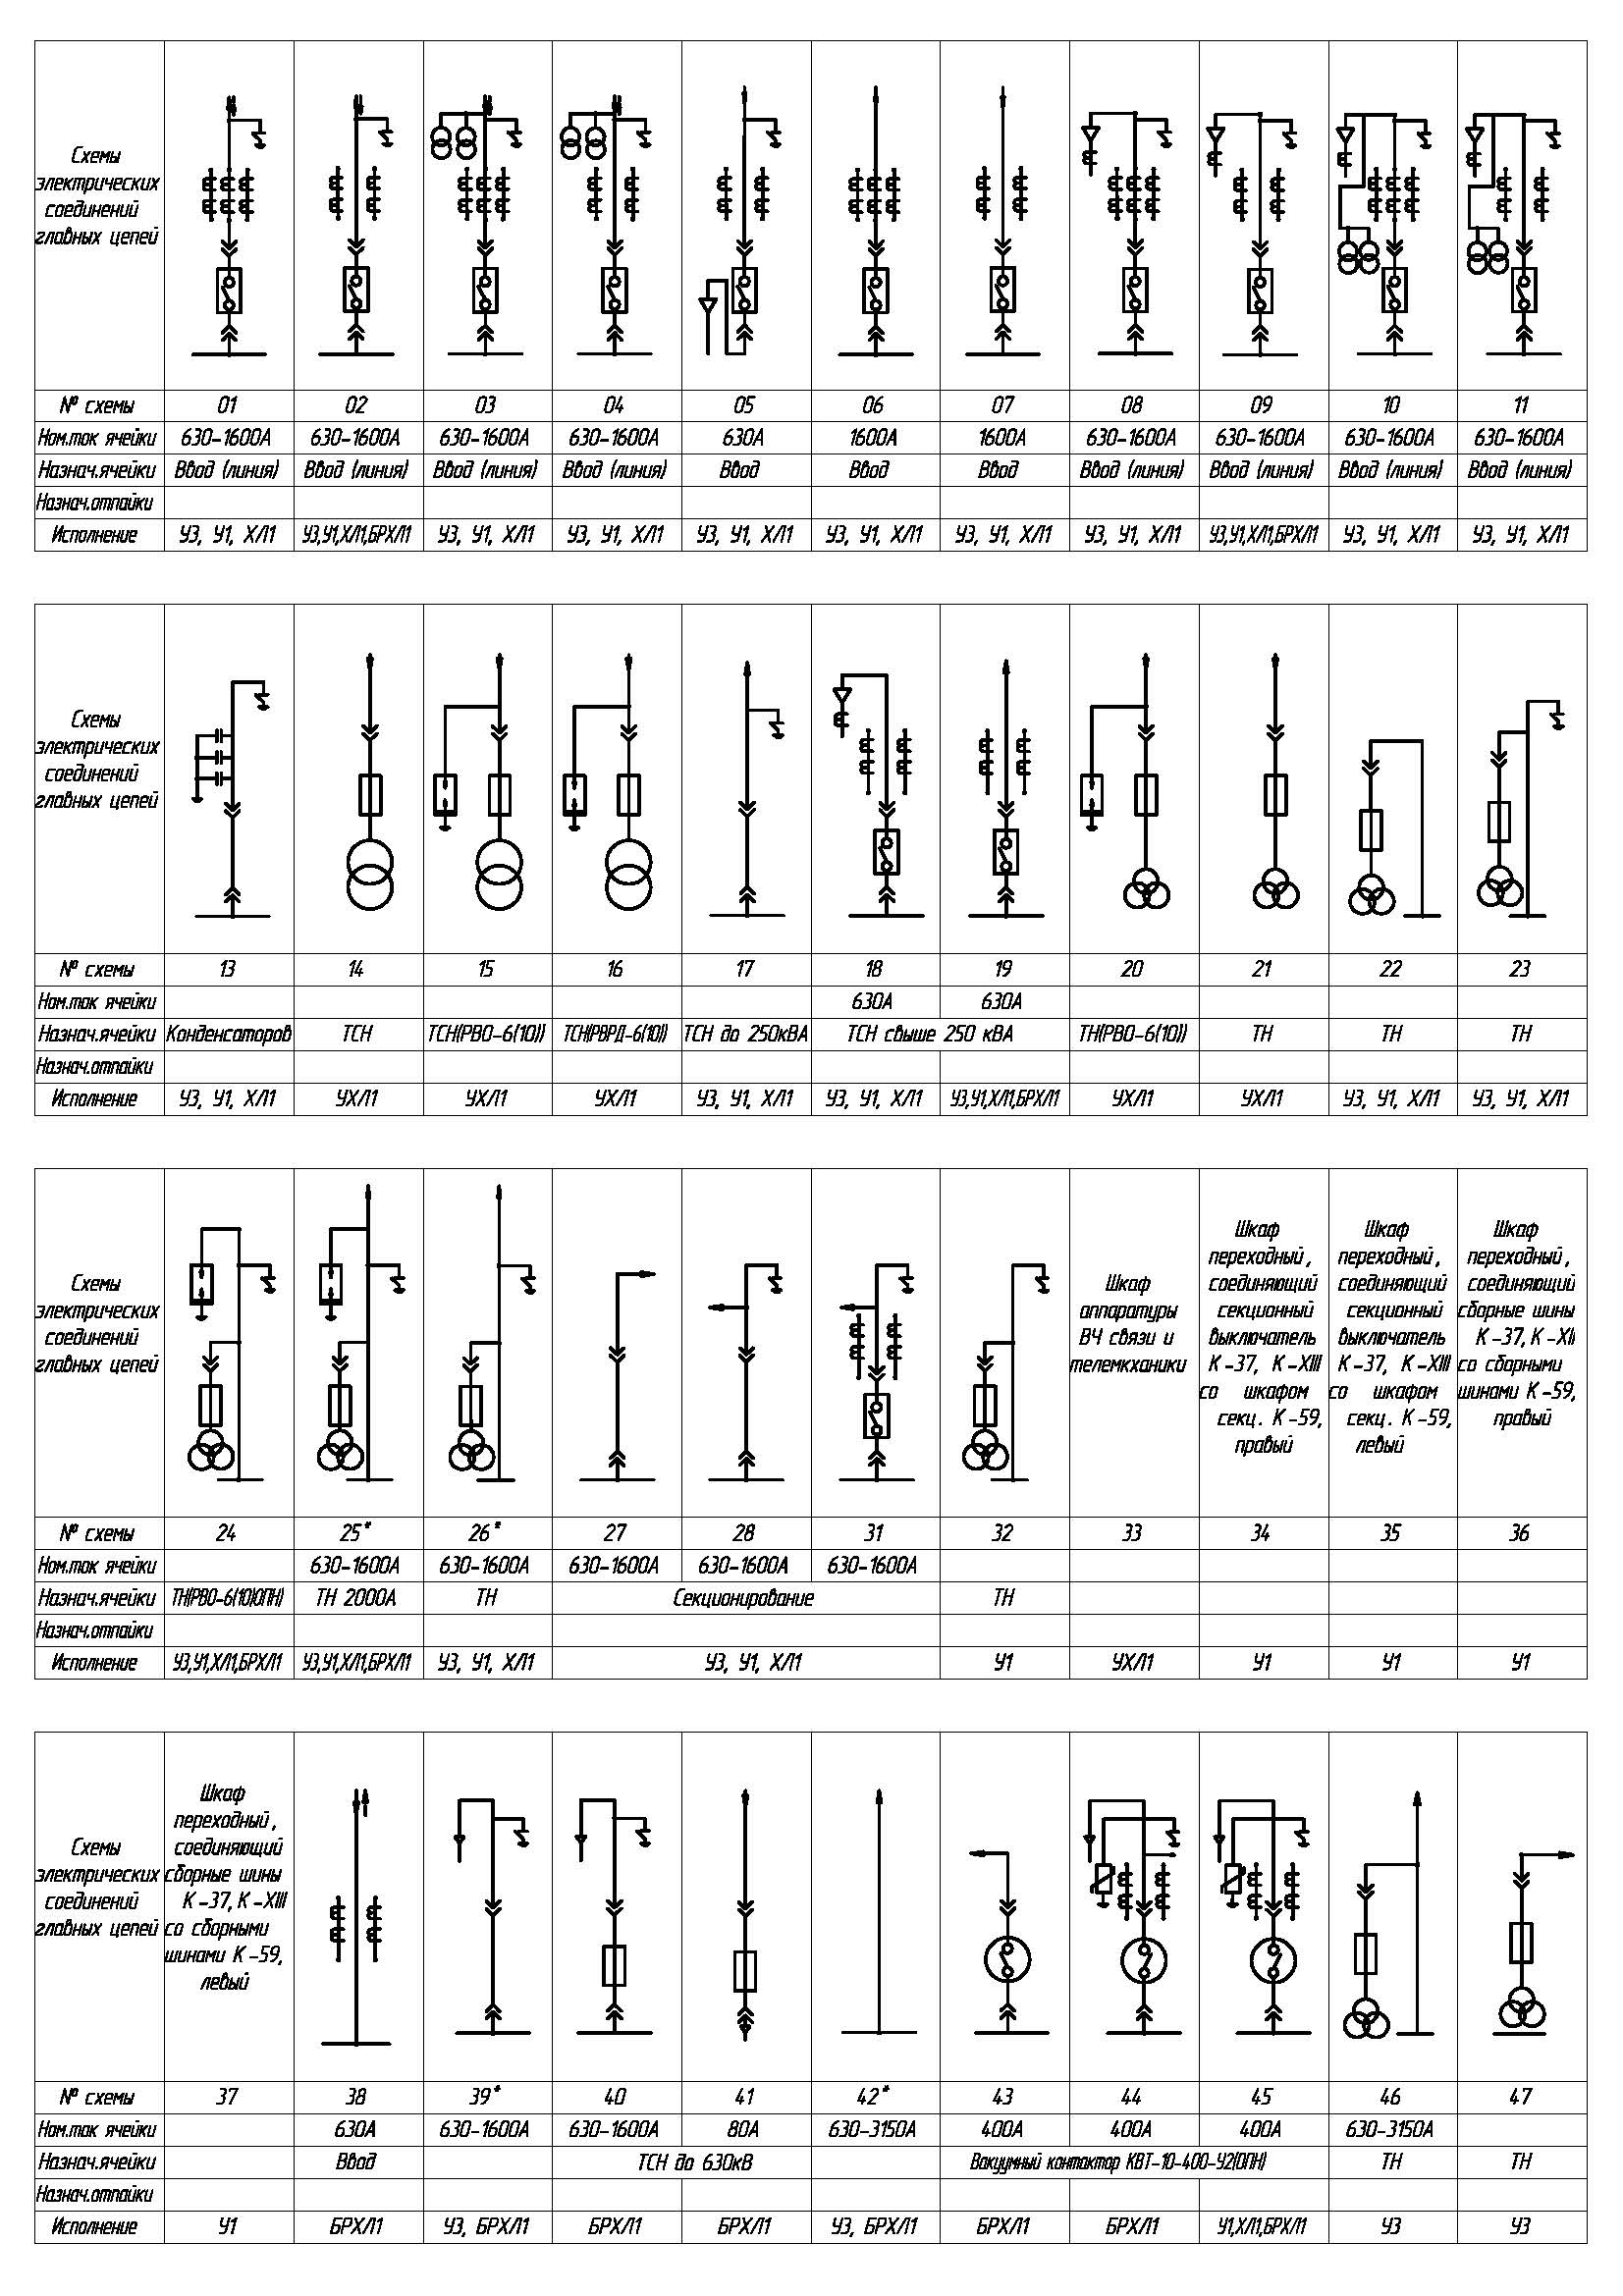 Схемы
электрических
соединений
главных цепей
№ схемы 01 02 03 04 05 06 07 08 09 10 11
Ном.ток ячейки 630-1600А 630-1600А 630-1600А 630-1600А 630А 1600А 1600А 630-1600А 630-1600А 630-1600А 630-1600А
Назнач.ячейки Ввод (линия) Ввод (линия) Ввод (линия) Ввод (линия) Ввод Ввод Ввод Ввод (линия) Ввод (линия) Ввод (линия) Ввод (линия)
Назнач.отпайки
Исполнение У3, У1, ХЛ1 У3,У1,ХЛ1,БРХЛ1 У3, У1, ХЛ1 У3, У1, ХЛ1 У3, У1, ХЛ1 У3, У1, ХЛ1 У3, У1, ХЛ1 У3, У1, ХЛ1 У3,У1,ХЛ1,БРХЛ1 У3, У1, ХЛ1 У3, У1, ХЛ1
Схемы
электрических
соединений
главных цепей
№ схемы 13 14 15 16 17 18 19 20 21 22 23
Ном.ток ячейки 630А 630А
Назнач.ячейки Конденсаторов ТСН ТСН(РВО-6(10)) ТСН(РВРД-6(10)) ТСН до 250кВА ТСН свыше 250 кВА ТН(РВО-6(10)) ТН ТН ТН
Назнач.отпайки
Исполнение У3, У1, ХЛ1 УХЛ1 УХЛ1 УХЛ1 У3, У1, ХЛ1 У3, У1, ХЛ1 У3,У1,ХЛ1,БРХЛ1 УХЛ1 УХЛ1 У3, У1, ХЛ1 У3, У1, ХЛ1
Схемы
электрических
соединений
главных цепей
Шкаф
аппаратуры
ВЧ связи и
телемкханики
Шкаф
переходный,
соединяющий
секционный
выключатель
К-37, К-XIII
со шкафом
секц. К-59,
правый
Шкаф
переходный,
соединяющий
секционный
выключатель
К-37, К-XIII
со шкафом
секц. К-59,
левый
Шкаф
переходный,
соединяющий
сборные шины
К-37, К-XII
со сборными
шинами К-59,
правый
№ схемы 24 25* 26* 27 28 31 32 33 34 35 36
Ном.ток ячейки 630-1600А 630-1600А 630-1600А 630-1600А 630-1600А
Назнач.ячейки ТН(РВО-6(10)ОПН) ТН 2000А ТН Секционирование ТН
Назнач.отпайки
Исполнение У3,У1,ХЛ1,БРХЛ1 У3,У1,ХЛ1,БРХЛ1 У3, У1, ХЛ1 У3, У1, ХЛ1 У1 УХЛ1 У1 У1 У1
Схемы
электрических
соединений
главных цепей
Шкаф
переходный,
соединяющий
сборные шины
К-37, К-XIII
со сборными
шинами К-59,
левый
№ схемы 37 38 39* 40 41 42* 43 44 45 46 47
Ном.ток ячейки 630А 630-1600А 630-1600А 80А 630-3150А 400А 400А 400А 630-3150А
Назнач.ячейки Ввод ТСН до 630кВ Вакуумный контактор КВТ-10-400-У2(ОПН) ТН ТН
Назнач.отпайки
Исполнение У1 БРХЛ1 У3, БРХЛ1 БРХЛ1 БРХЛ1 У3, БРХЛ1 БРХЛ1 БРХЛ1 У1,ХЛ1,БРХЛ1 У3 У3